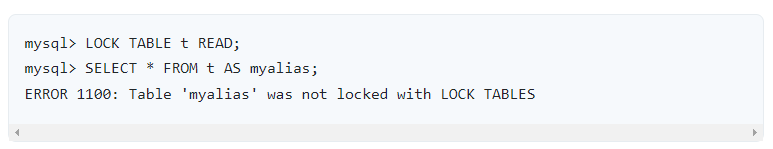 mysql> LOCK TABLE t READ;
mysql> SELECT * FROM t AS myalias;
ERROR 1100: Table 'myalias' was not locked with LOCK TABLES